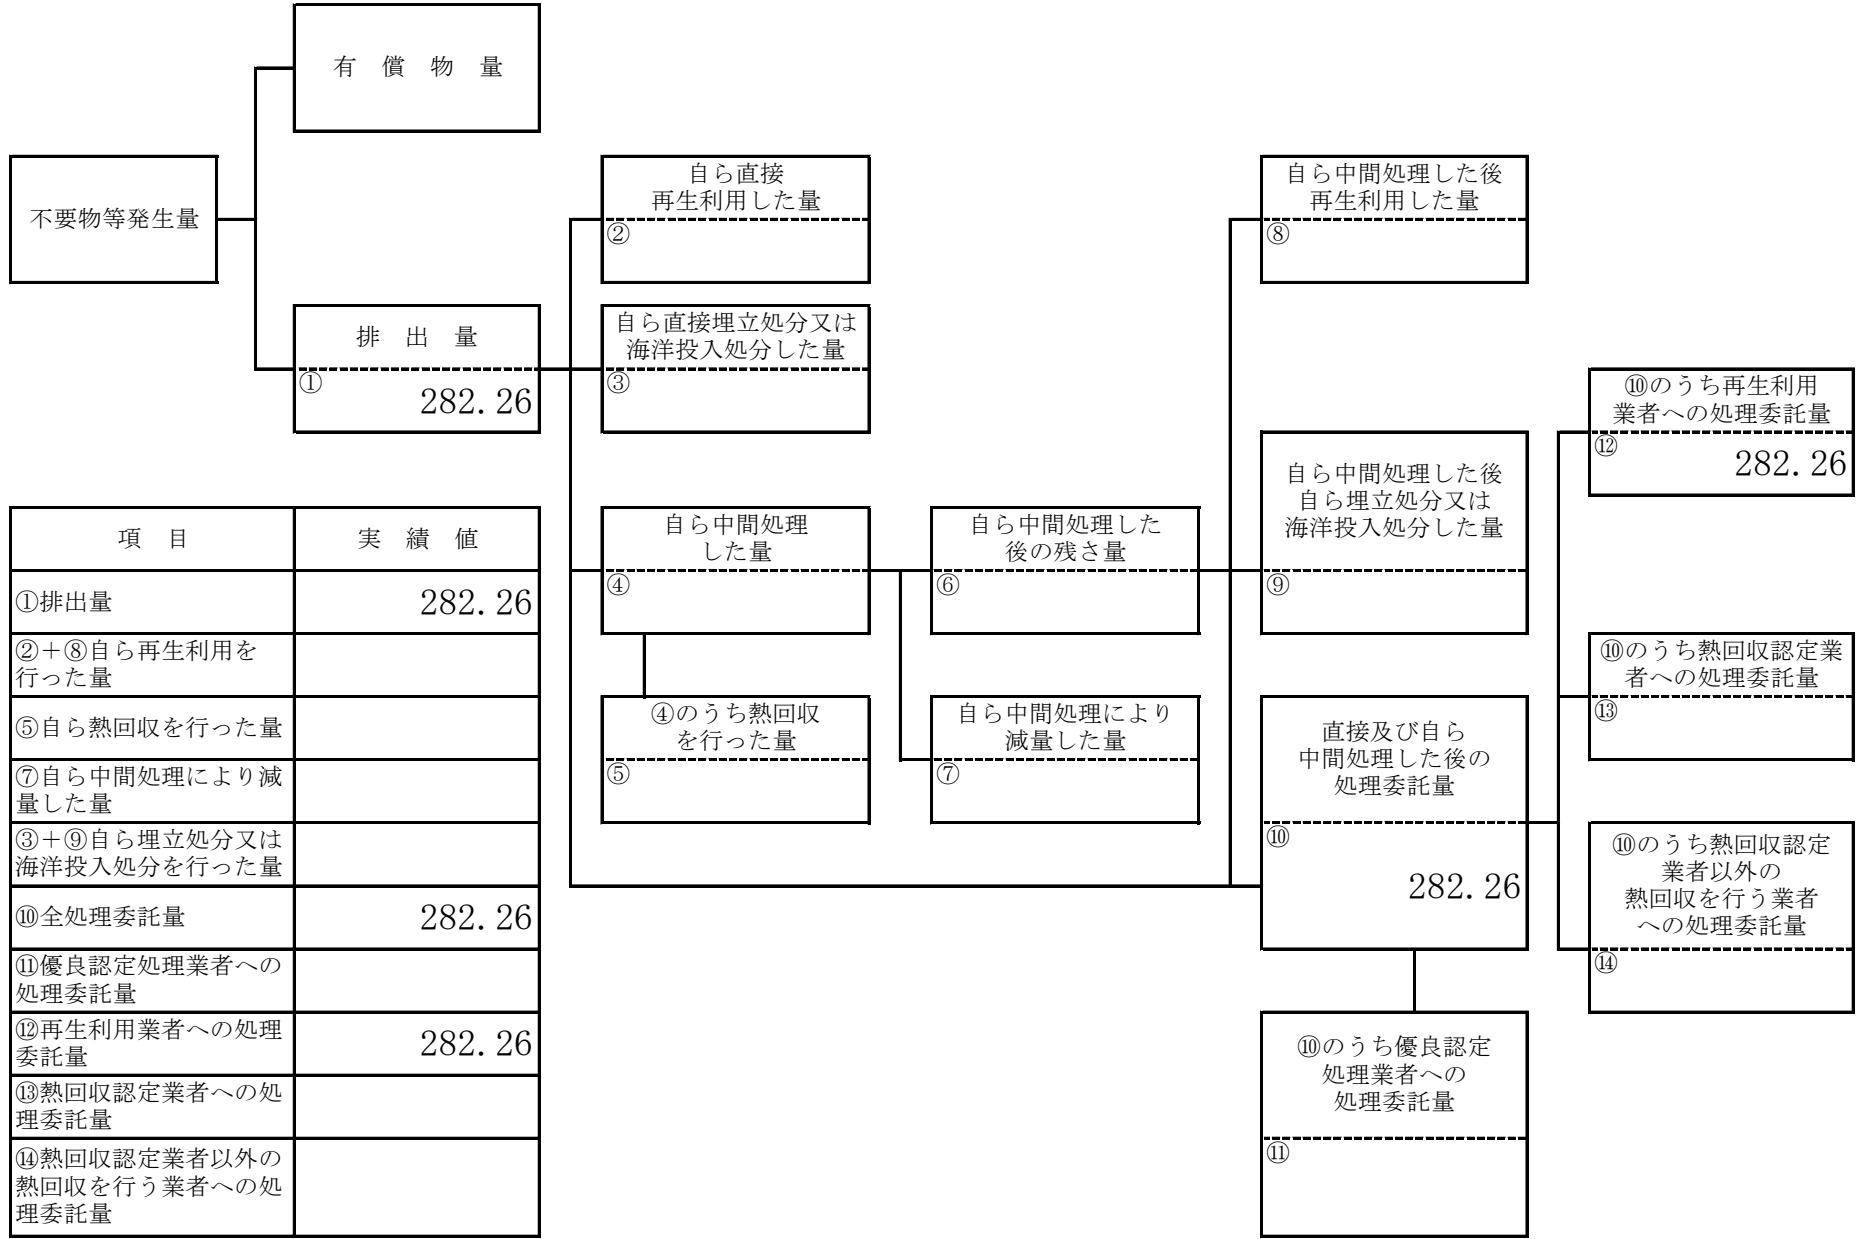 有 償 物 量
不要物等発生量
排 出 量
①
282.26
自ら直接
再生利用した量
②
自ら直接埋立処分又は
海洋投入処分した量
③
自ら中間処理
した量
④
④のうち熱回収
を行った量
⑤
自ら中間処理した
後の残さ量
⑥
自ら中間処理により
減量した量
⑦
自ら中間処理した後
再生利用した量
⑧
自ら中間処理した後
自ら埋立処分又は
海洋投入処分した量
⑨
直接及び自ら
中間処理した後の
処理委託量
⑩
282.26
⑩のうち優良認定
処理業者への
処理委託量
⑪
⑩のうち再生利用
業者への処理委託量
⑫
282.26
⑩のうち熱回収認定業
者への処理委託量
⑬
⑩のうち熱回収認定
業者以外の
熱回収を行う業者
への処理委託量
⑭
項 目
実 績 値
①排出量
282.26
②＋⑧自ら再生利用を
行った量
⑤自ら熱回収を行った量
⑦自ら中間処理により減
量した量
③＋⑨自ら埋立処分又は
海洋投入処分を行った量
⑩全処理委託量
282.26
⑪優良認定処理業者への
処理委託量
⑫再生利用業者への処理
委託量
282.26
⑬熱回収認定業者への処
理委託量
⑭熱回収認定業者以外の
熱回収を行う業者への処
理委託量